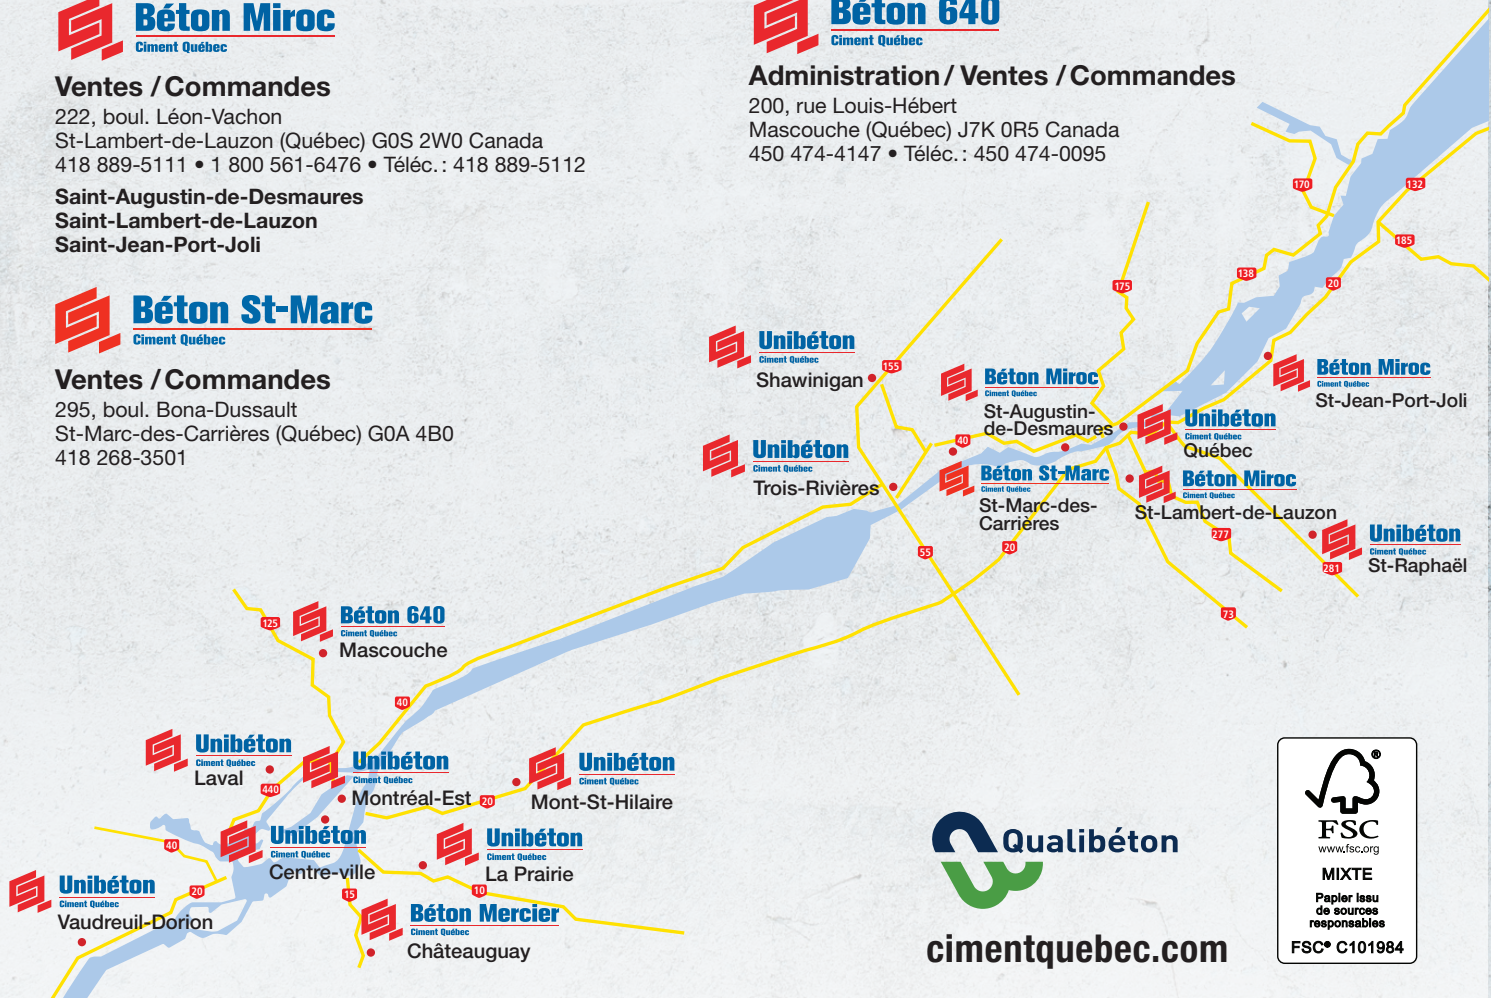 Béton Miroc
Ciment Québec
Ventes / Commandes
222, boul. Léon-Vachon
St-Lambert-de-Lauzon (Québec) G0S 2W0 Canada
418 889-5111 • 1 800 561-6476 • Téléc. : 418 889-5112
Saint-Augustin-de-Desmaures
Saint-Lambert-de-Lauzon
Saint-Jean-Port-Joli
Béton St-Marc
Ciment Québec
Ventes / Commandes
295, boul. Bona-Dussault
St-Marc-des-Carrières (Québec) G0A 4B0
418 268-3501
Béton 640
Ciment Québec
Administration / Ventes / Commandes
200, rue Louis-Hébert
Mascouche (Québec) J7K 0R5 Canada
450 474-4147 • Téléc. : 450 474-0095
170
132
185
138
20
175
Unibéton
Ciment Québec
Shawinigan
155
Béton Miroc
Ciment Québec
St-Augustin-
de-Desmaures
Béton Miroc
Ciment Québec
St-Jean-Port-Joli
Unibéton
Ciment Québec
Québec
40
Unibéton
Ciment Québec
Trois-Rivières
Béton St-Marc
Ciment Québec
St-Marc-des-
Carrières
Béton Miroc
Ciment Québec
St-Lambert-de-Lauzon
277
Unibéton
Ciment Québec
St-Raphaël
281
55
20
73
125
Béton 640
Ciment Québec
Mascouche
40
Unibéton
Ciment Québec
Laval
440
Unibéton
Ciment Québec
Montréal-Est
20
Unibéton
Ciment Québec
Mont-St-Hilaire
40
Unibéton
Ciment Québec
Centre-ville
Unibéton
Ciment Québec
La Prairie
20
15
10
Unibéton
Ciment Québec
Vaudreuil-Dorion
Béton Mercier
Ciment Québec
Châteauguay
Qualibéton
cimentquebec.com
®
FSC
www.fsc.org
MIXTE
Papier issu
de sources
responsables
FSC® C101984